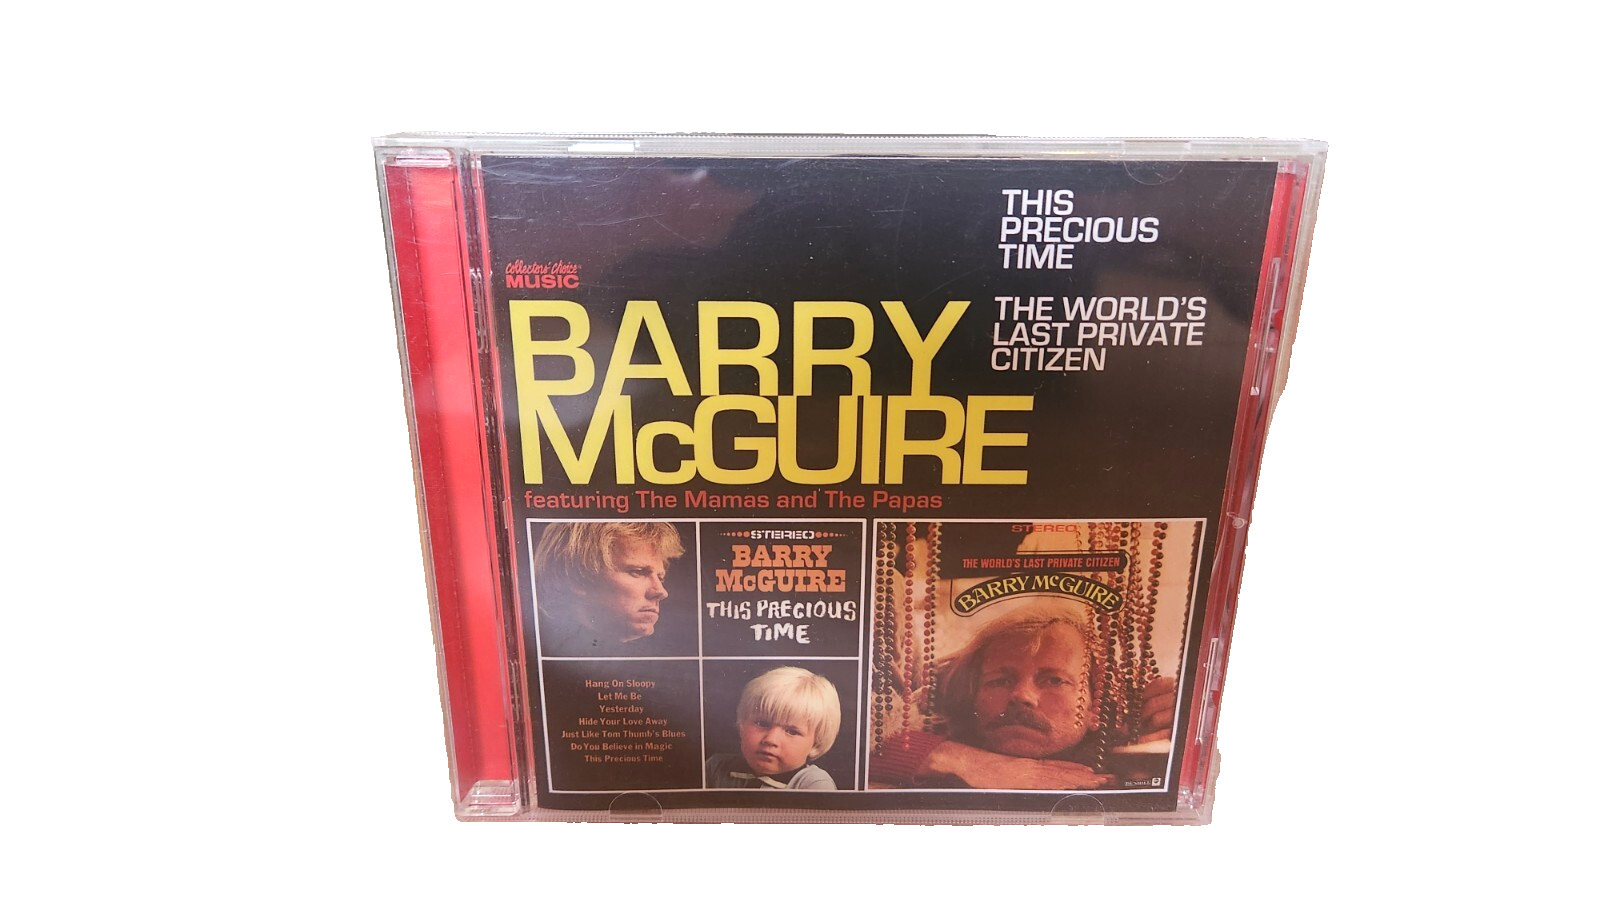 THIS
PRECIOUS
TIME
THE WORLD'S
LAST PRIVATE
CITIZEN
Collectors' Choice
MUSIC
BARRY
McGUIRE
featuring The Mamas and The Papas
STEREO
BARRY
McGUIRE
THIS PRECIOUS
TIME
Hang On Sloopy
Let Me Be
Yesterday
Hide Your Love Away
Just Like Tom Thumb's Blues
Do You Believe in Magic
This Precious Time
STEREO
THE WORLD'S LAST PRIVATE CITIZEN
BARRY McGUIRE